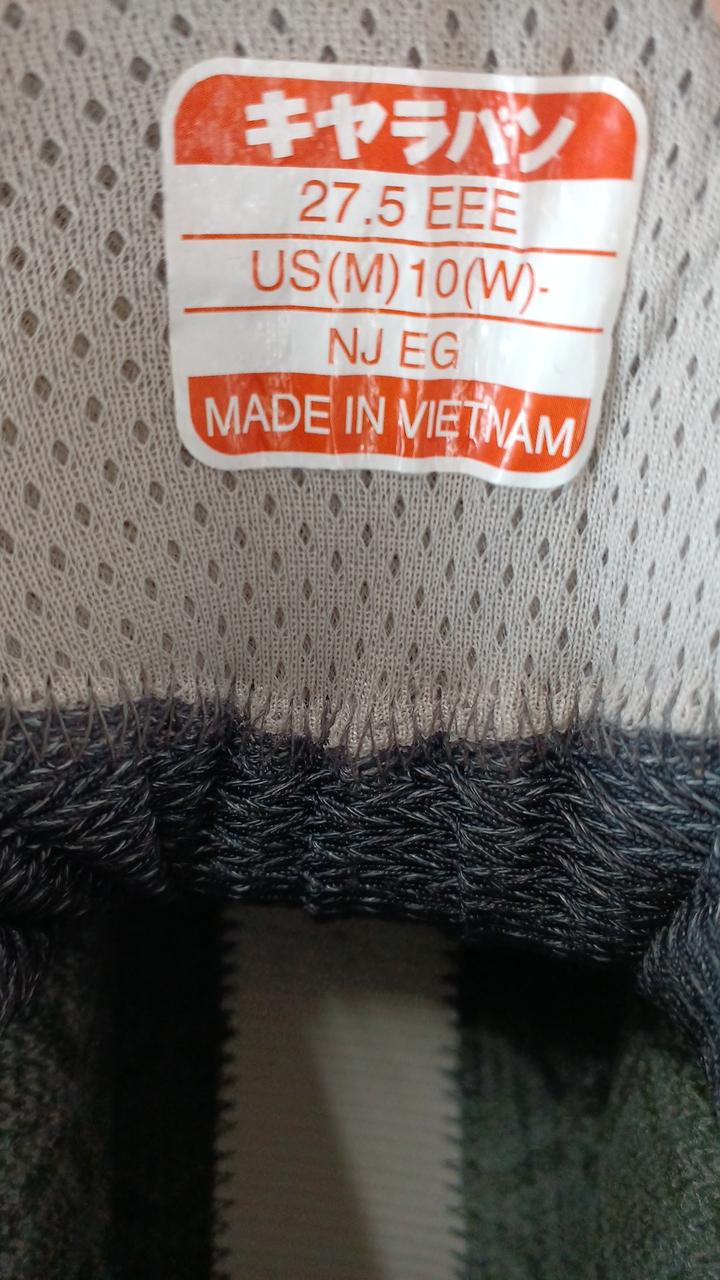 キャラバン
27.5 EEE
US(M)10(W)-
NJ EG
MADE IN VIETNAM